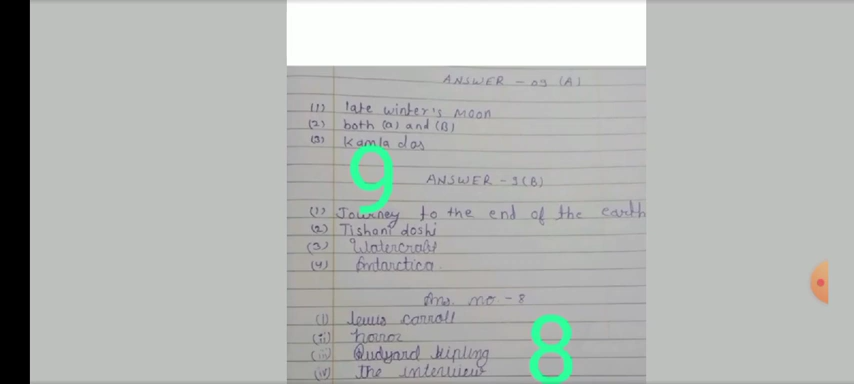 ANSWER - 09 (A)
(1) late winter's Moon
(2) both (a) and (B)
(3) Kamla das
9
ANSWER - 9(B)
(1) Journey to the end of the earth
(2) Tishani doshi
(3) Watercraft
(4) Antarctica.
Ans. no - 8
(i) lewis carroll
(ii) horror
(iii) Rudyard kipling
(iv) The interview
8